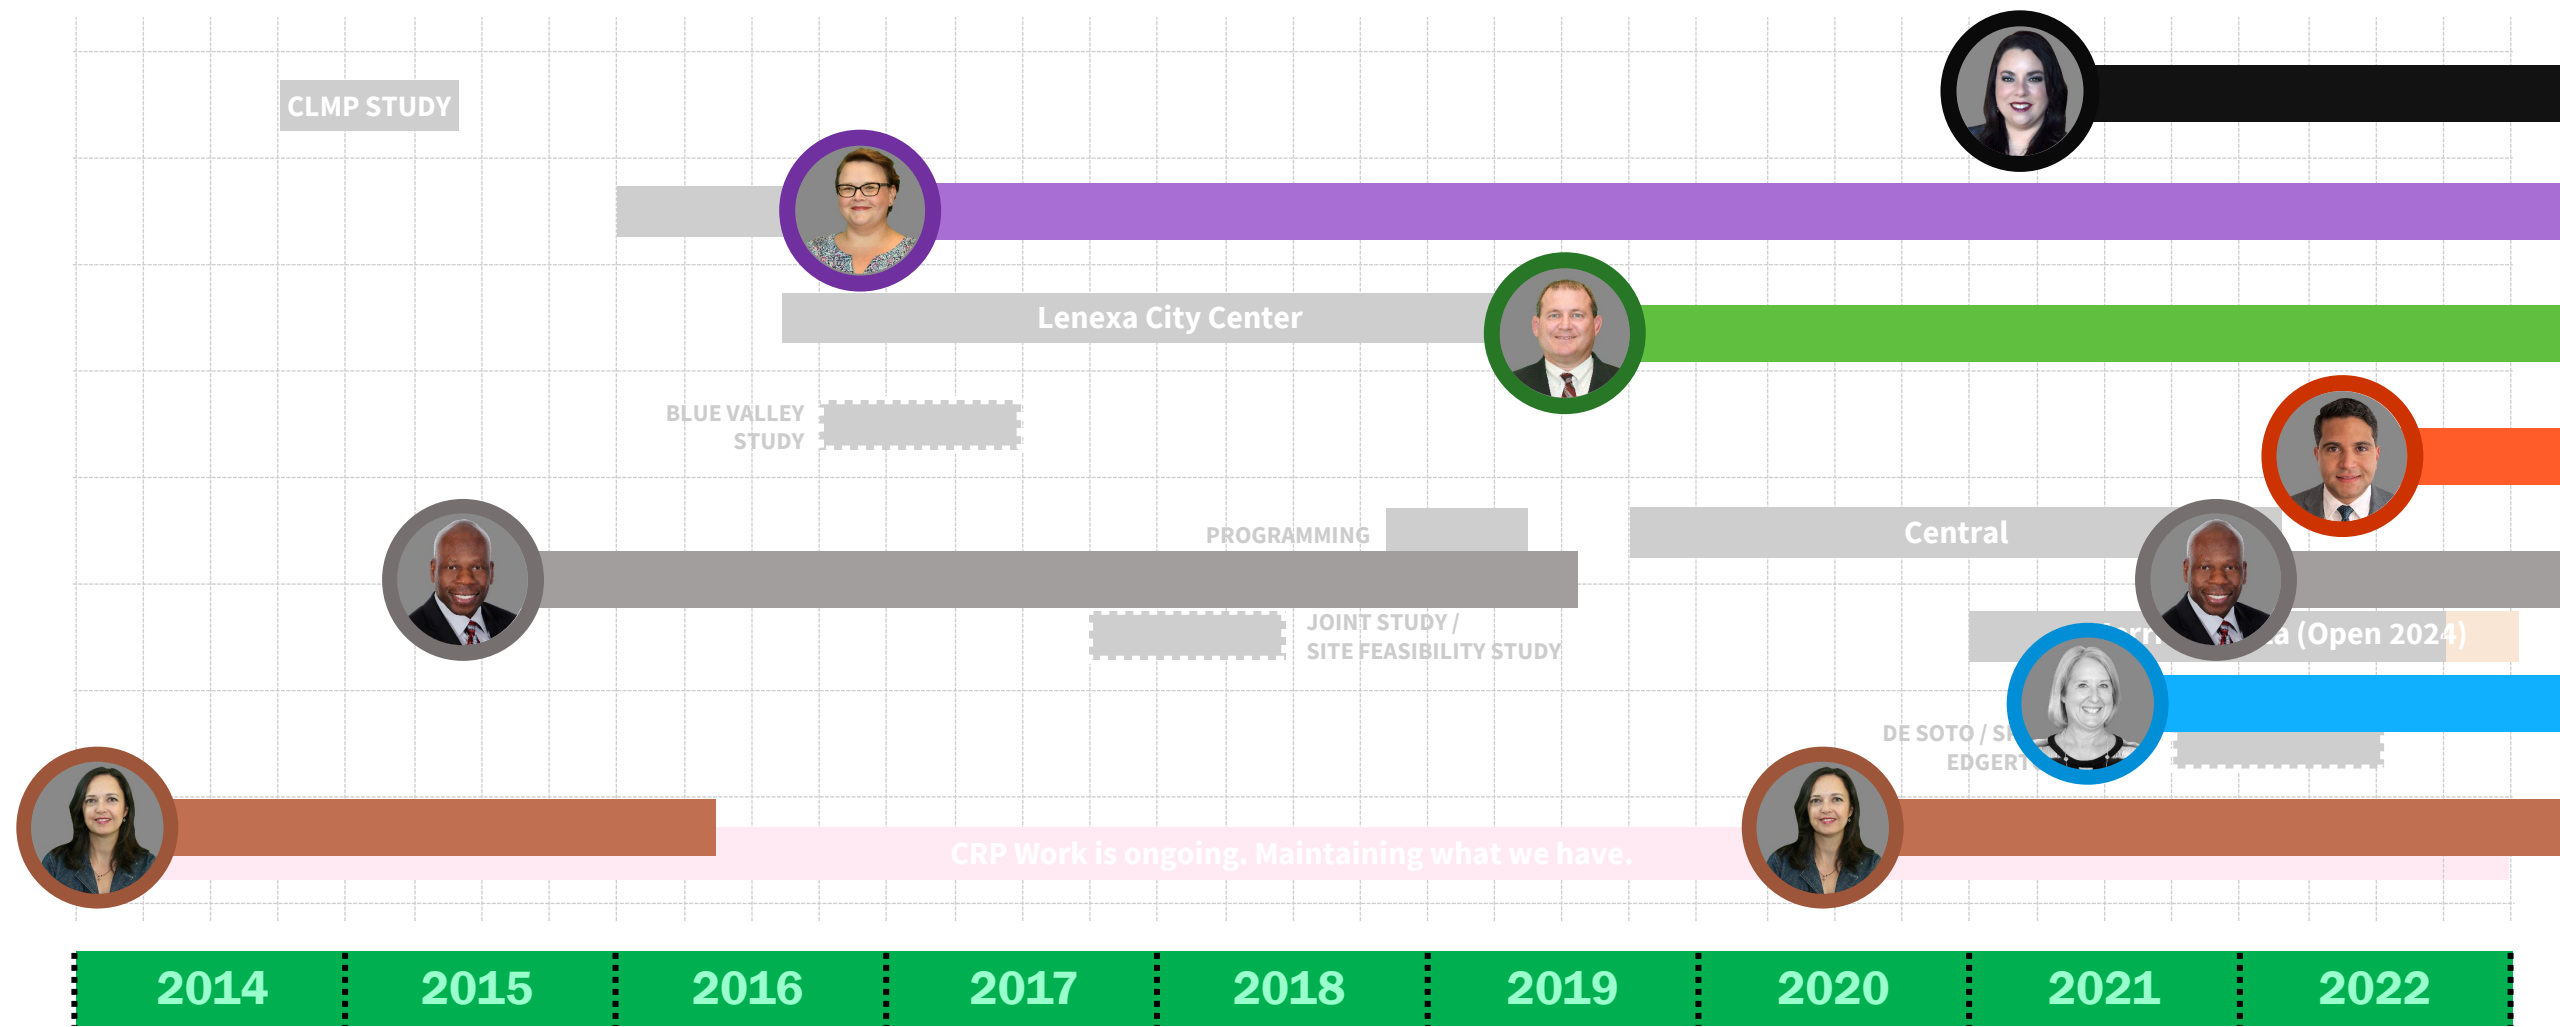 CLMP STUDY
Lenexa City Center
BLUE VALLEY
STUDY
PROGRAMMING
Central
JOINT STUDY /
SITE FEASIBILITY STUDY
(Open 2024)
DE SOTO /
CRP Work is ongoing. Maintaining what we have.
2014 2015 2016 2017 2018 2019 2020 2021 2022